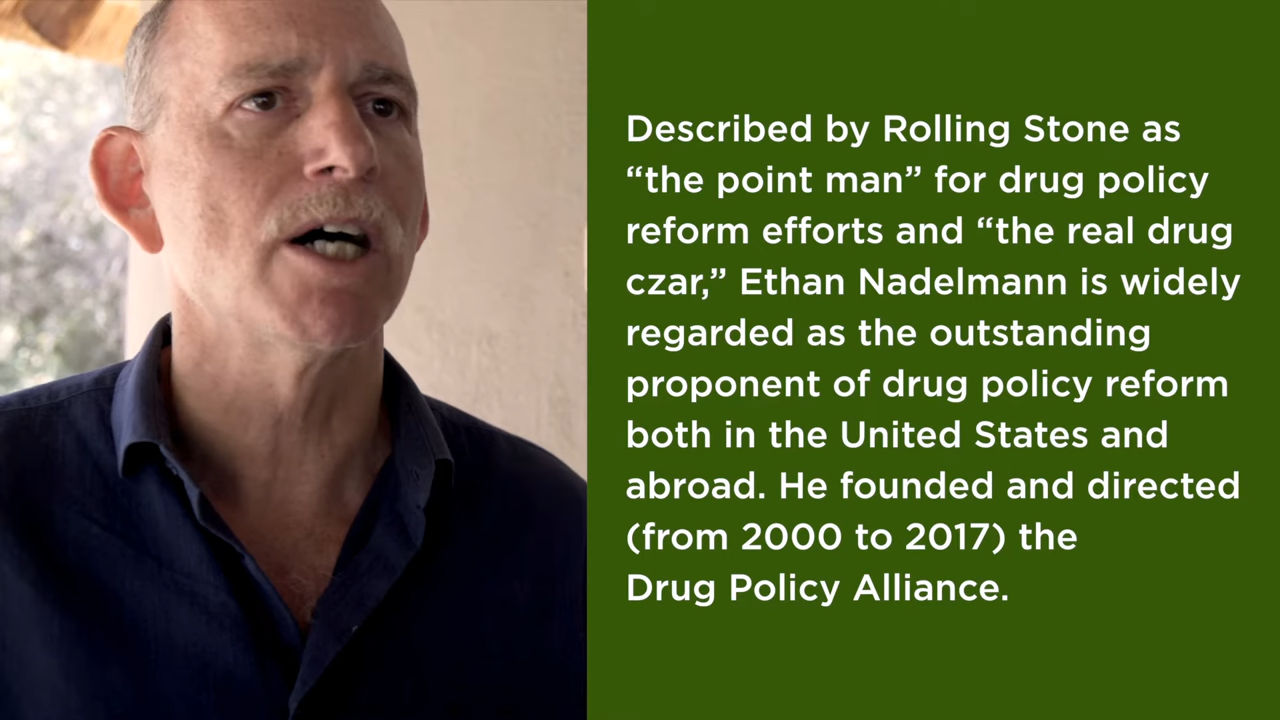 Described by Rolling Stone as
“the point man” for drug policy
reform efforts and “the real drug
czar,” Ethan Nadelmann is widely
regarded as the outstanding
proponent of drug policy reform
both in the United States and
abroad. He founded and directed
(from 2000 to 2017) the
Drug Policy Alliance.